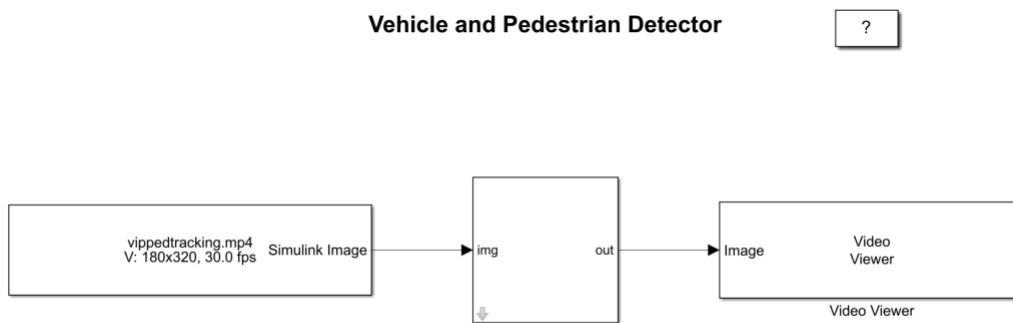 Vehicle and Pedestrian Detector
?
vippedtracking.mp4
V: 180x320, 30.0 fps
Simulink Image
img
out
Image
Video
Viewer
Video Viewer